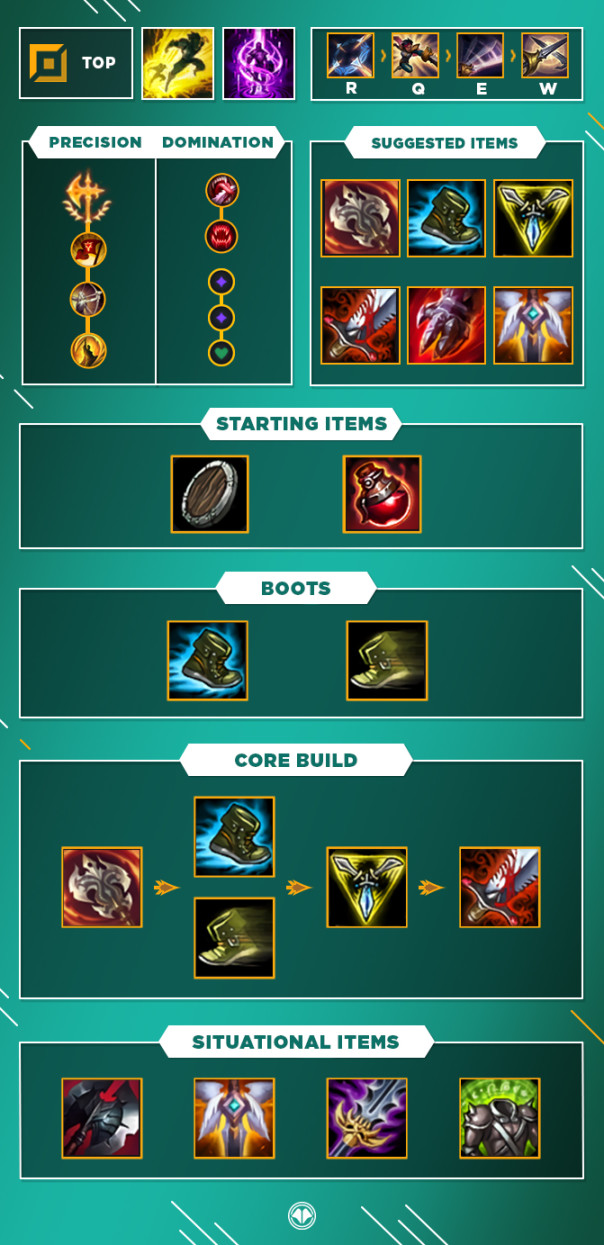 TOP
R Q E W
PRECISION DOMINATION
SUGGESTED ITEMS
STARTING ITEMS
BOOTS
CORE BUILD
SITUATIONAL ITEMS